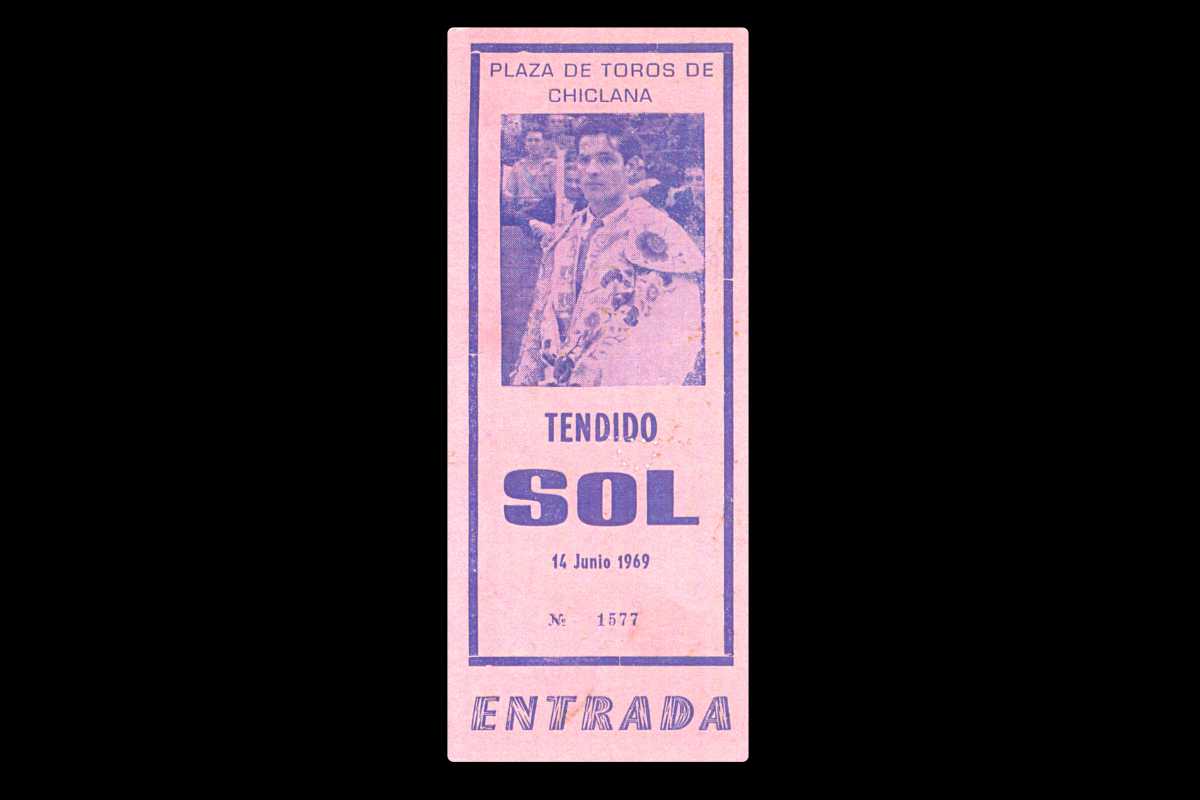 PLAZA DE TOROS DE
CHICLANA
TENDIDO
SOL
14 Junio 1969
№ 1577
ENTRADA